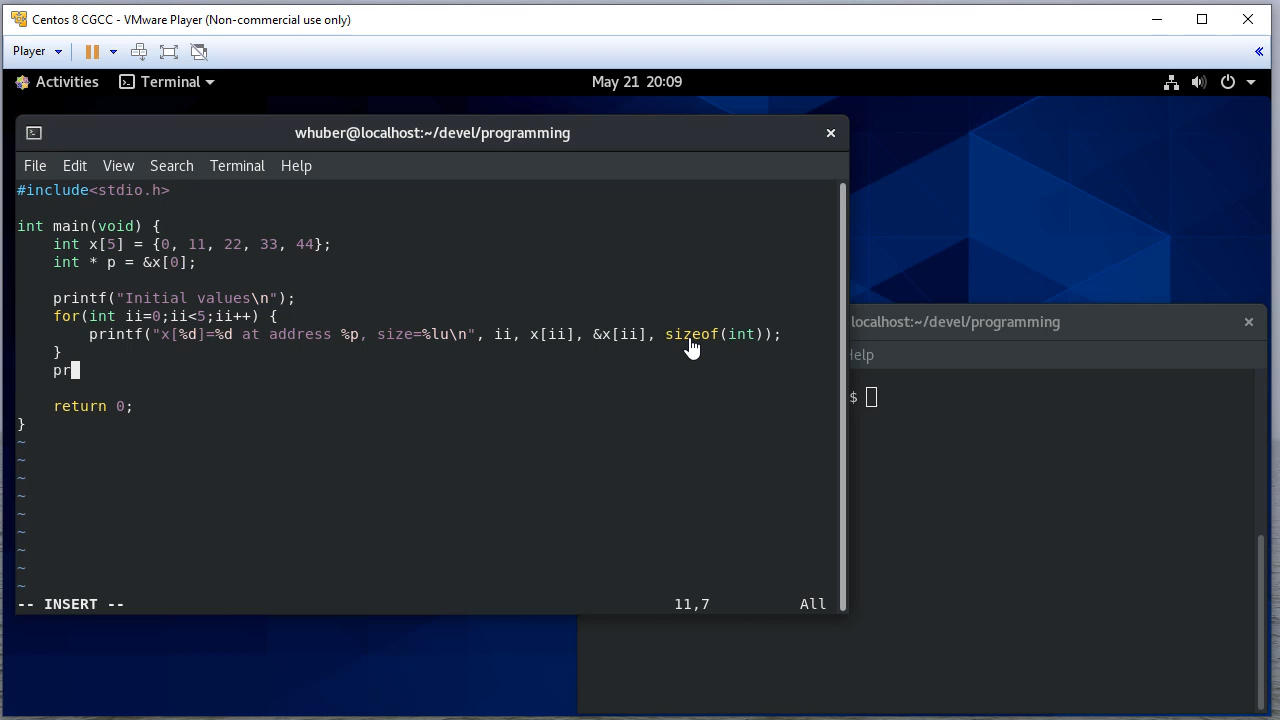 Centos 8 CGCC - VMware Player (Non-commercial use only)
Player
«
Activities Terminal May 21 20:09
whuber@localhost:~/devel/programming
File Edit View Search Terminal Help
#include<stdio.h>
int main(void) {
    int x[5] = {0, 11, 22, 33, 44};
    int * p = &x[0];
    printf("Initial values\n");
    for(int ii=0;ii<5;ii++) {
        printf("x[%d]=%d at address %p, size=%lu\n", ii, x[ii], &x[ii], sizeof(int));
    }
    pr
    return 0;
}
~
~
~
~
~
~
~
~
~
-- INSERT -- 11,7 All
localhost:~/devel/programming
Help
$